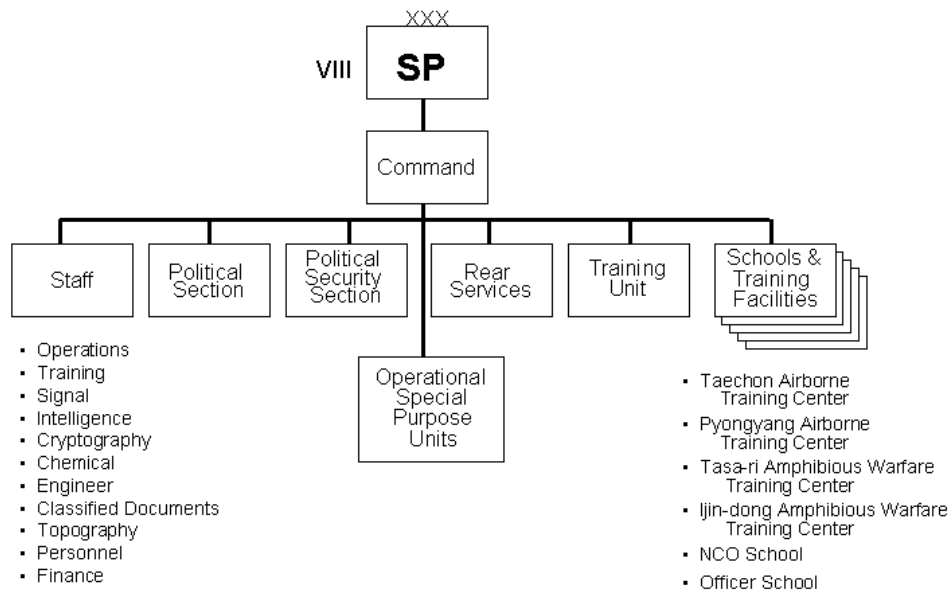 XXX
VIII
SP
Command
Staff
Political
Section
Political
Security
Section
Rear
Services
Training
Unit
Schools &
Training
Facilities
▪ Operations
▪ Training
▪ Signal
▪ Intelligence
▪ Cryptography
▪ Chemical
▪ Engineer
▪ Classified Documents
▪ Topography
▪ Personnel
▪ Finance
Operational
Special
Purpose
Units
▪ Taechon Airborne
Training Center
▪ Pyongyang Airborne
Training Center
▪ Tasa-ri Amphibious Warfare
Training Center
▪ Ijin-dong Amphibious Warfare
Training Center
▪ NCO School
▪ Officer School